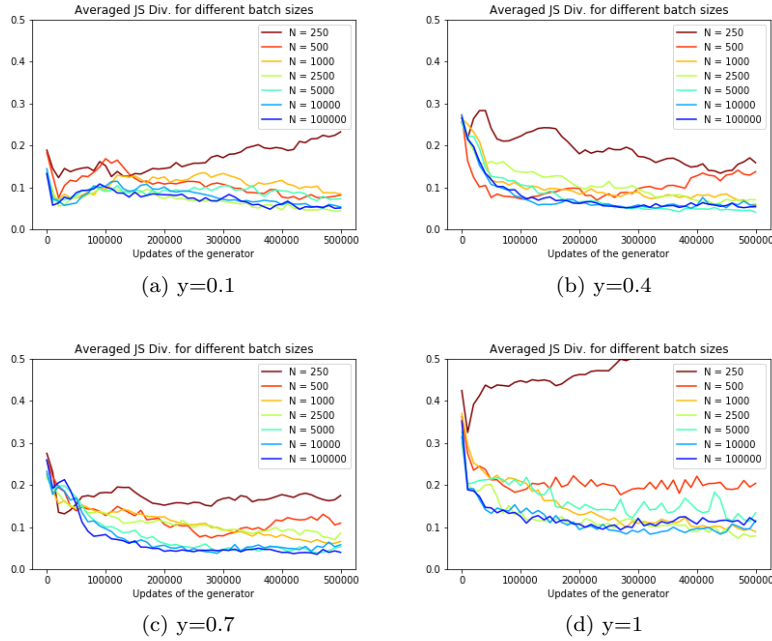 Averaged JS Div. for different batch sizes
0.5
0.4
0.3
0.2
0.1
0.0
N = 250
N = 500
N = 1000
N = 2500
N = 5000
N = 10000
N = 100000
0 100000 200000 300000 400000 500000
Updates of the generator
(a) y=0.1
Averaged JS Div. for different batch sizes
0.5
0.4
0.3
0.2
0.1
0.0
N = 250
N = 500
N = 1000
N = 2500
N = 5000
N = 10000
N = 100000
0 100000 200000 300000 400000 500000
Updates of the generator
(b) y=0.4
Averaged JS Div. for different batch sizes
0.5
0.4
0.3
0.2
0.1
0.0
N = 250
N = 500
N = 1000
N = 2500
N = 5000
N = 10000
N = 100000
0 100000 200000 300000 400000 500000
Updates of the generator
(c) y=0.7
Averaged JS Div. for different batch sizes
0.5
0.4
0.3
0.2
0.1
0.0
N = 250
N = 500
N = 1000
N = 2500
N = 5000
N = 10000
N = 100000
0 100000 200000 300000 400000 500000
Updates of the generator
(d) y=1